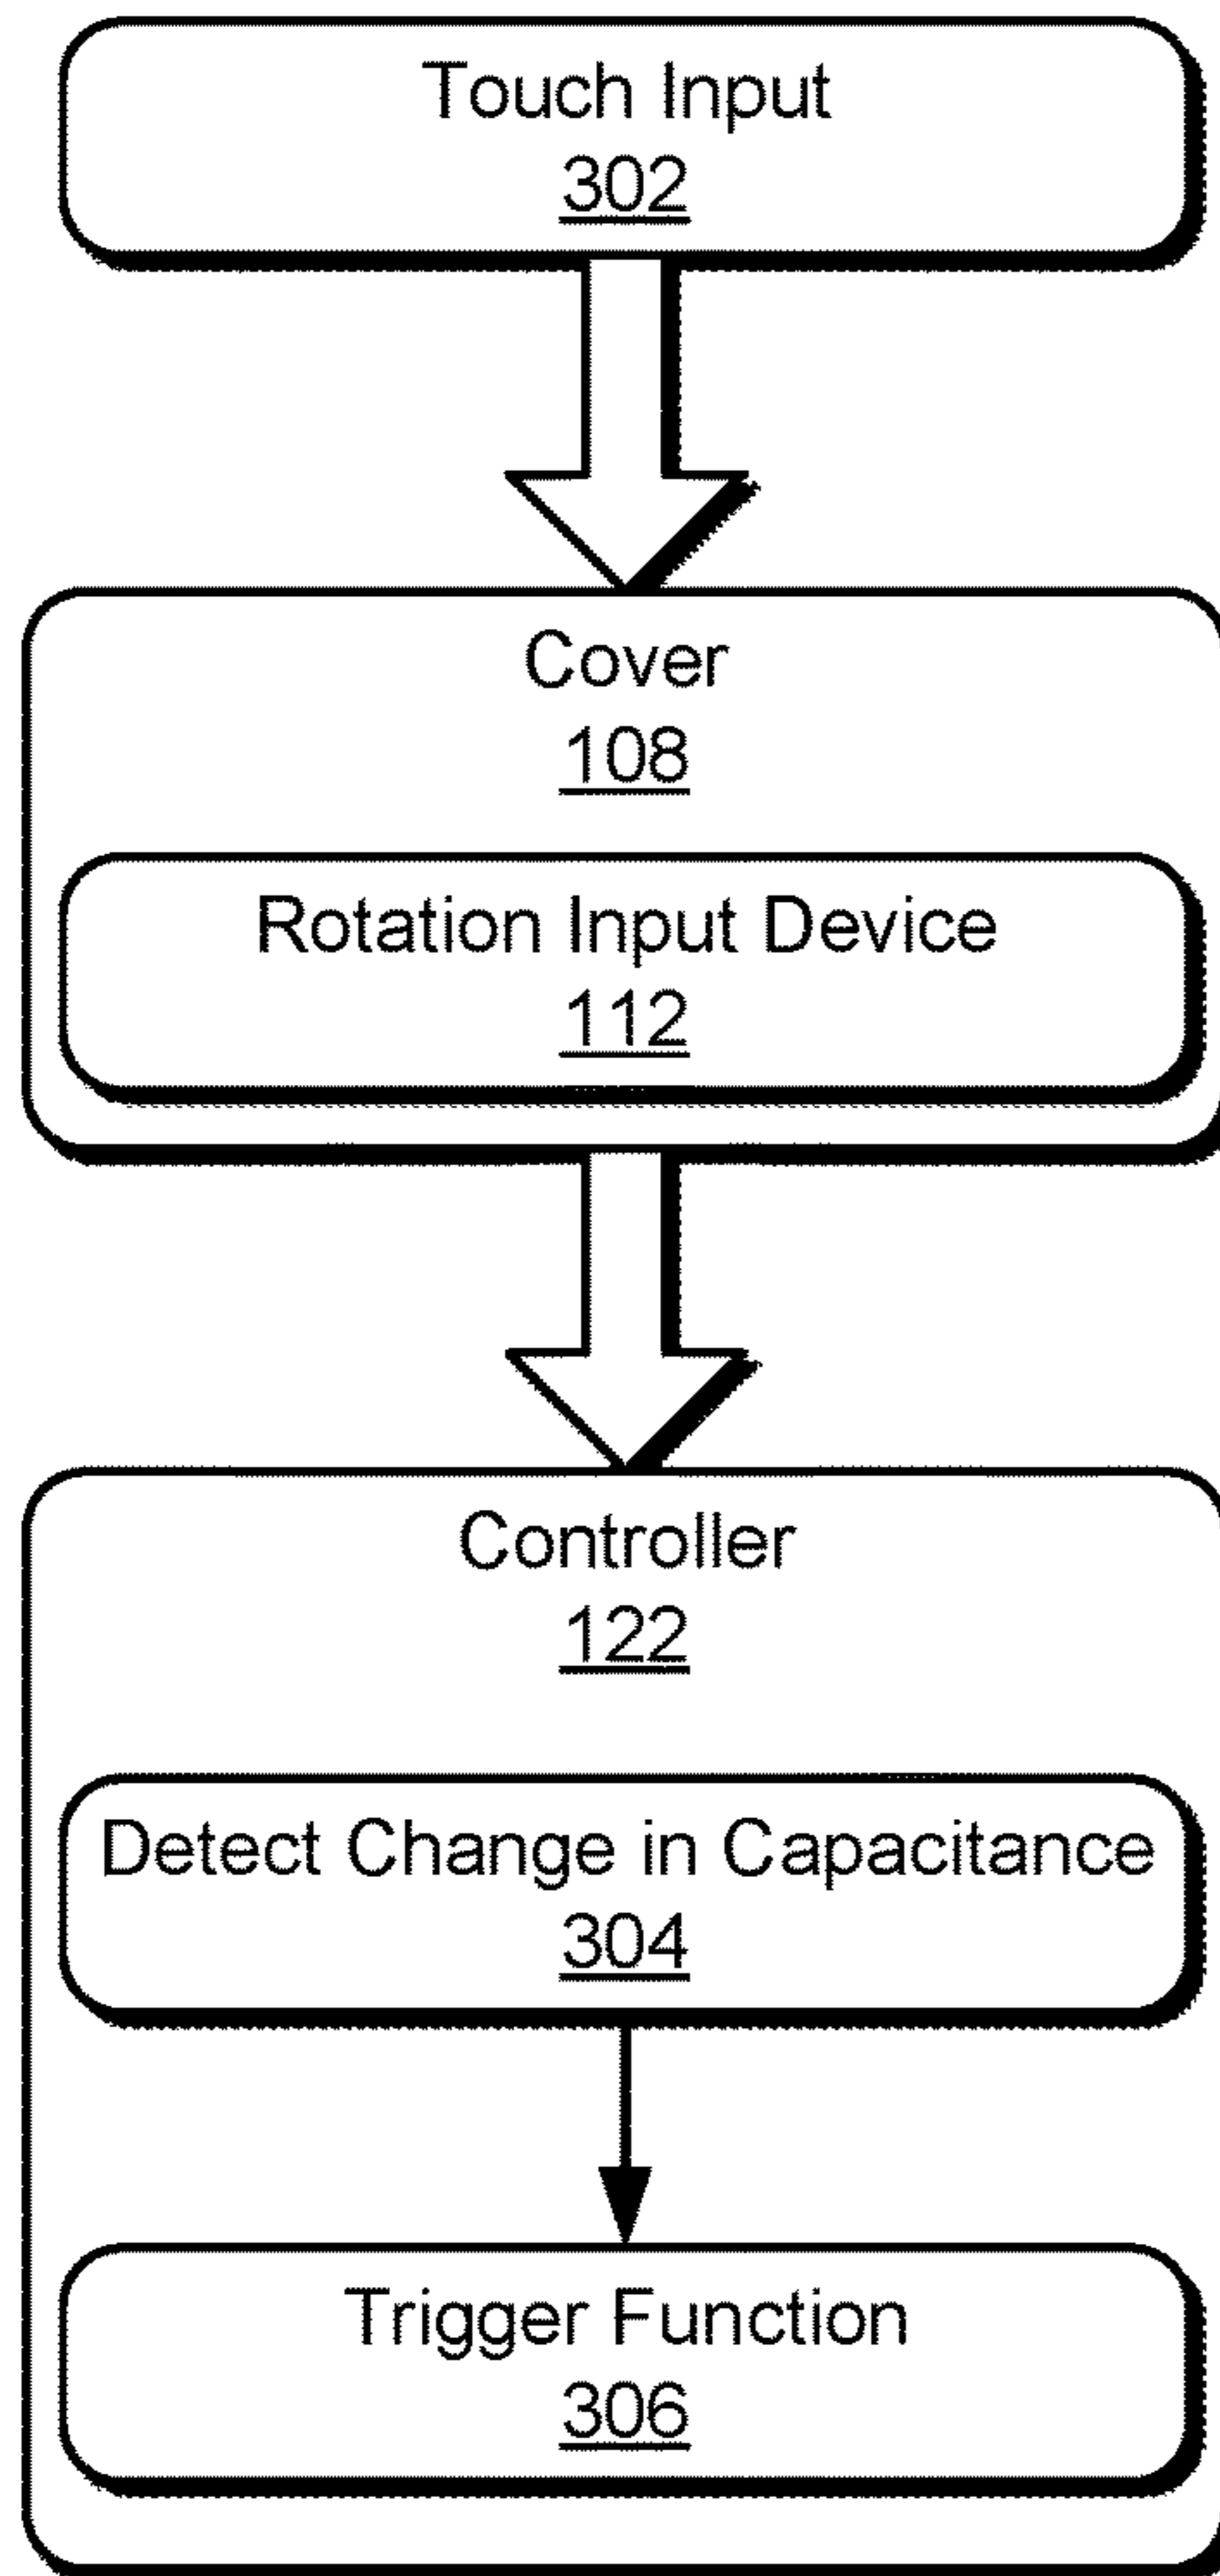 Touch Input
302
Cover
108
Rotation Input Device
112
Controller
122
Detect Change in Capacitance
304
Trigger Function
306